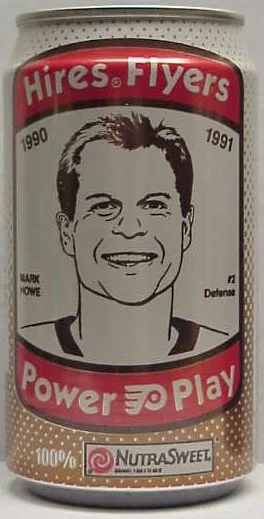 Hires® Flyers
1990 1991
MARK HOWE
#2 Defense
Power Play
100% NUTRASWEET